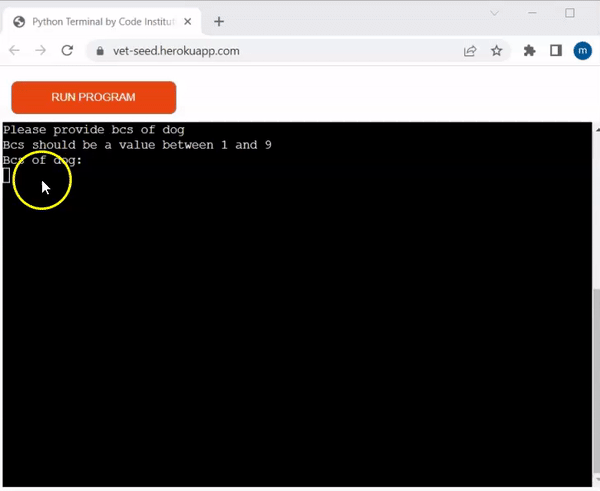 Python Terminal by Code Institut
vet-seed.herokuapp.com
m
RUN PROGRAM
Please provide bcs of dog
Bcs should be a value between 1 and 9
Bcs of dog: